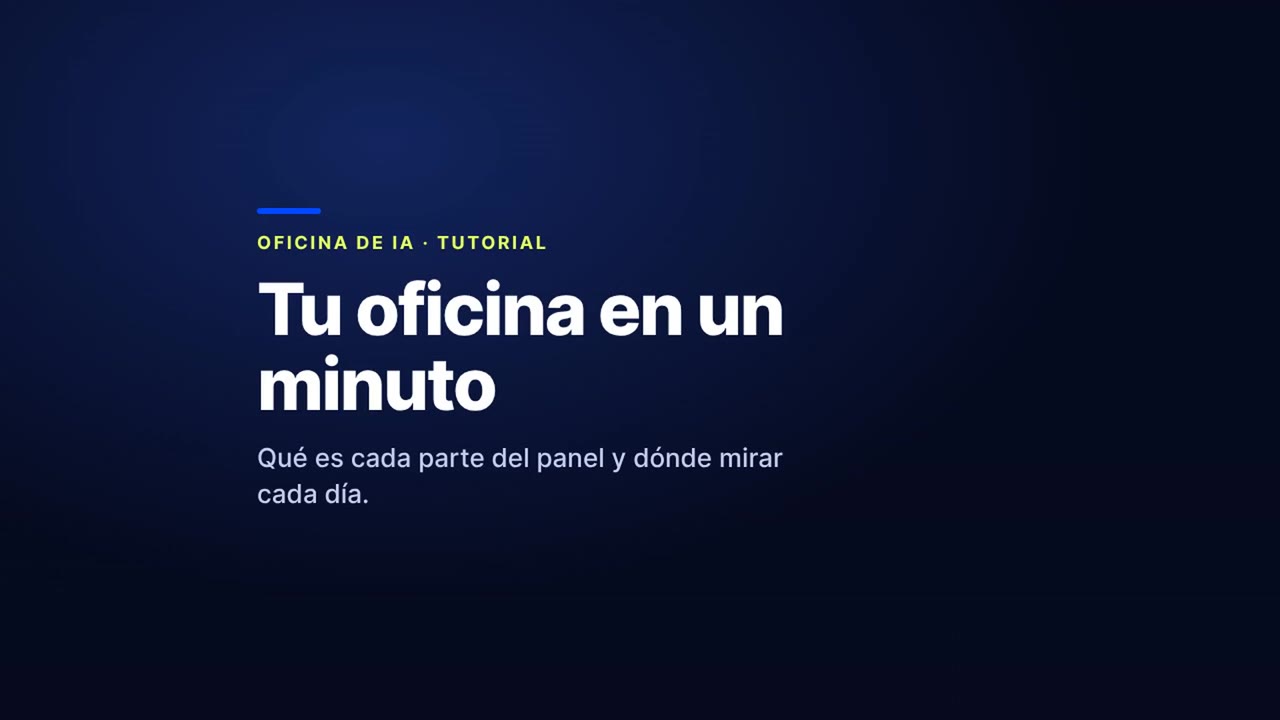 OFICINA DE IA · TUTORIAL
Tu oficina en un
minuto
Qué es cada parte del panel y dónde mirar
cada día.